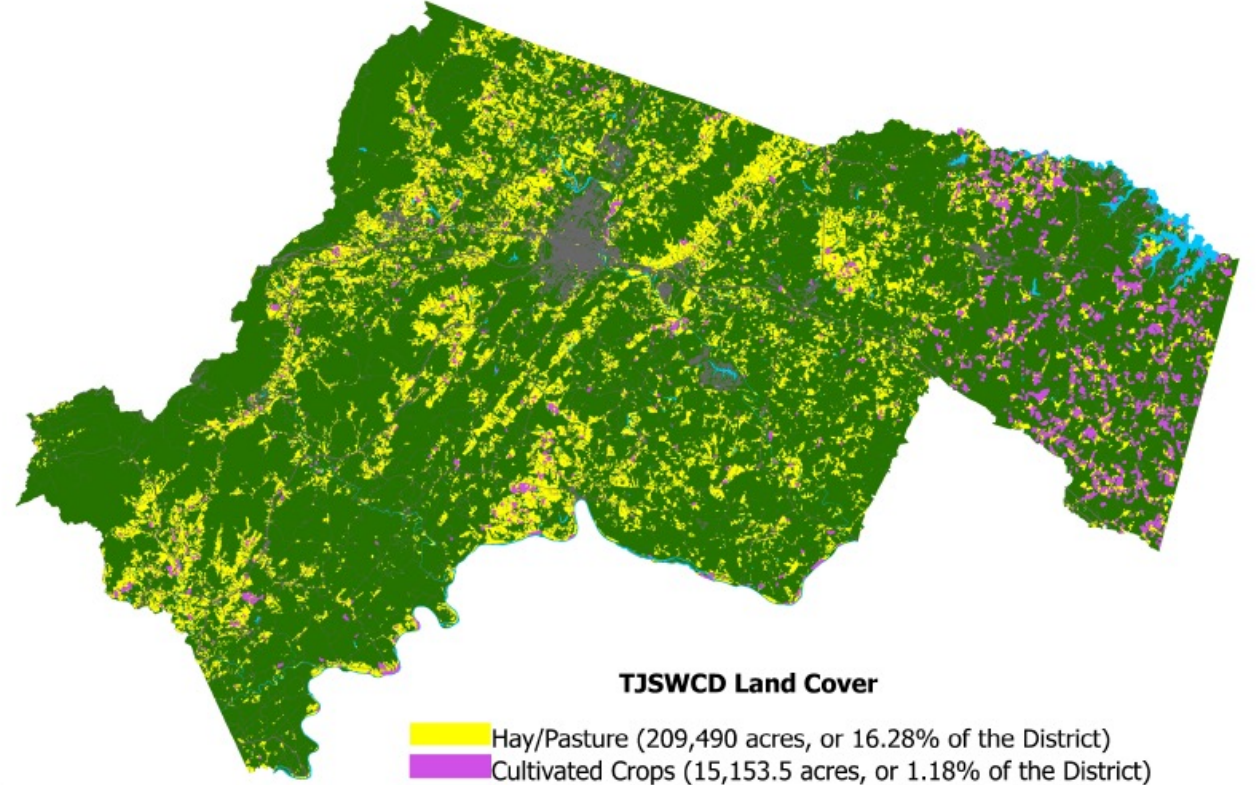 TJSWCD Land Cover
Hay/Pasture (209,490 acres, or 16.28% of the District)
Cultivated Crops (15,153.5 acres, or 1.18% of the District)